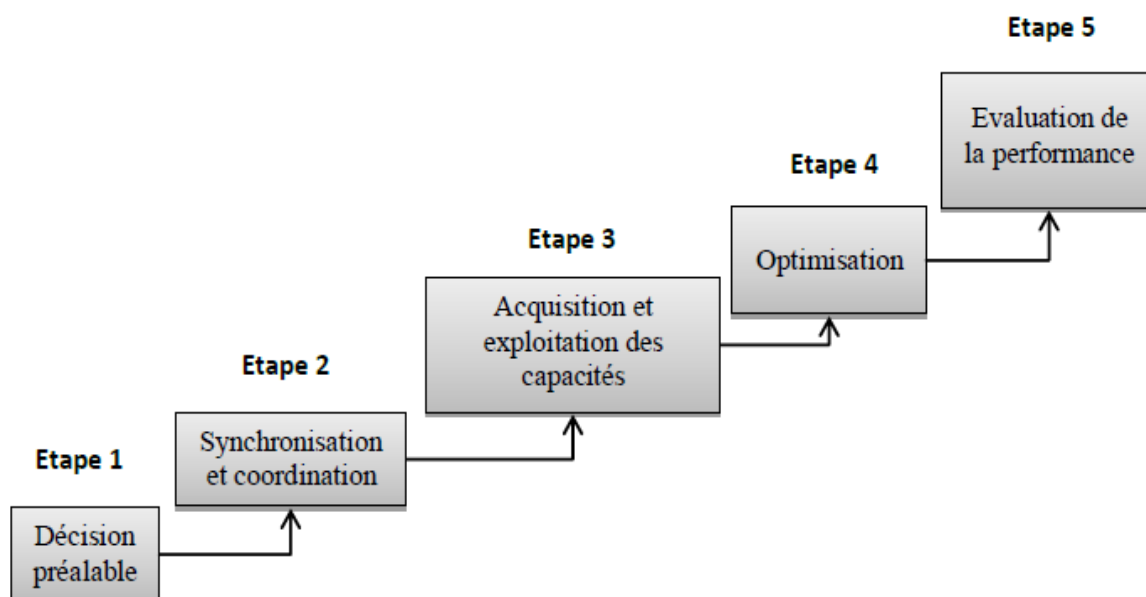 Etape 1
Décision
préalable
Etape 2
Synchronisation
et coordination
Etape 3
Acquisition et
exploitation des
capacités
Etape 4
Optimisation
Etape 5
Evaluation de
la performance